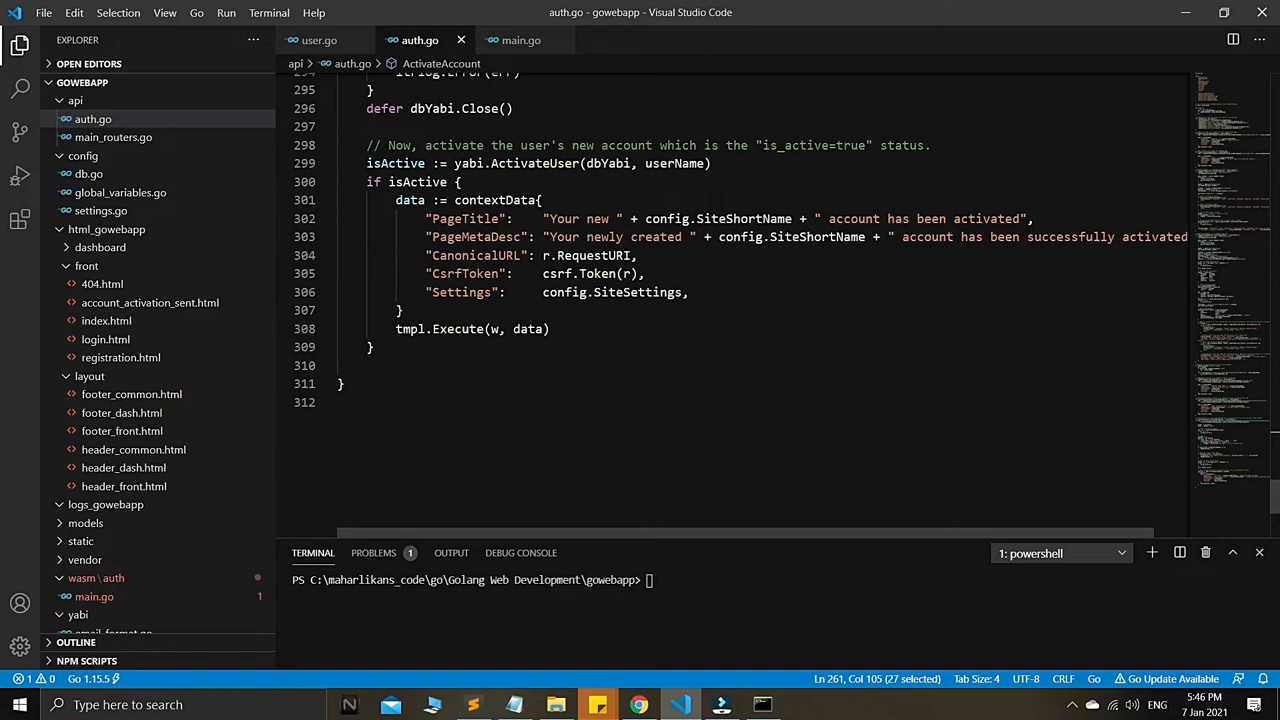 File Edit Selection View Go Run Terminal Help
auth.go - gowebapp - Visual Studio Code
EXPLORER
OPEN EDITORS
GOWEBAPP
api
auth.go
main_routers.go
config
db.go
global_variables.go
settings.go
html_gowebapp
dashboard
front
44.html
account_activation_sent.html
index.html
login.html
registration.html
layout
footer_common.html
footer_dash.html
footer_front.html
header_common.html
header_dash.html
header_front.html
logs_gowebapp
models
static
vendor
wasm \ auth
main.go 1
yabi
OUTLINE
NPM SCRIPTS
user.go auth.go main.go
api > auth.go > ActivateAccount
295 }
296 defer dbYabi.Close()
297
298 // Now, activate user's new account which is the "is_active=true" status.
299 isActive := yabi. (dbYabi, userName)
300 if isActive {
301 data := contextData{
302 "PageTitle": new " + config.SiteShortName + " account has been activated",
303 created " + config.SiteShortName + " account has been successfully activated
304 "CanonicalURL": r.RequestURI,
305 "CsrfToken": csrf.Token(r),
306 "Settings": config.SiteSettings,
307 }
308 tmpl.Execute(w, data)
309 }
310
311 }
312
TERMINAL PROBLEMS 1 OUTPUT DEBUG CONSOLE 1: powershell
PS C:\maharlikans_code\go\Golang Web Development\gowebapp>
1 0 Go 1.15.5 Ln 261, Col 105 (27 selected) Tab Size: 4 UTF-8 CRLF Go Go Update Available
Type here to search
ENG
5:46 PM
7 Jan 2021